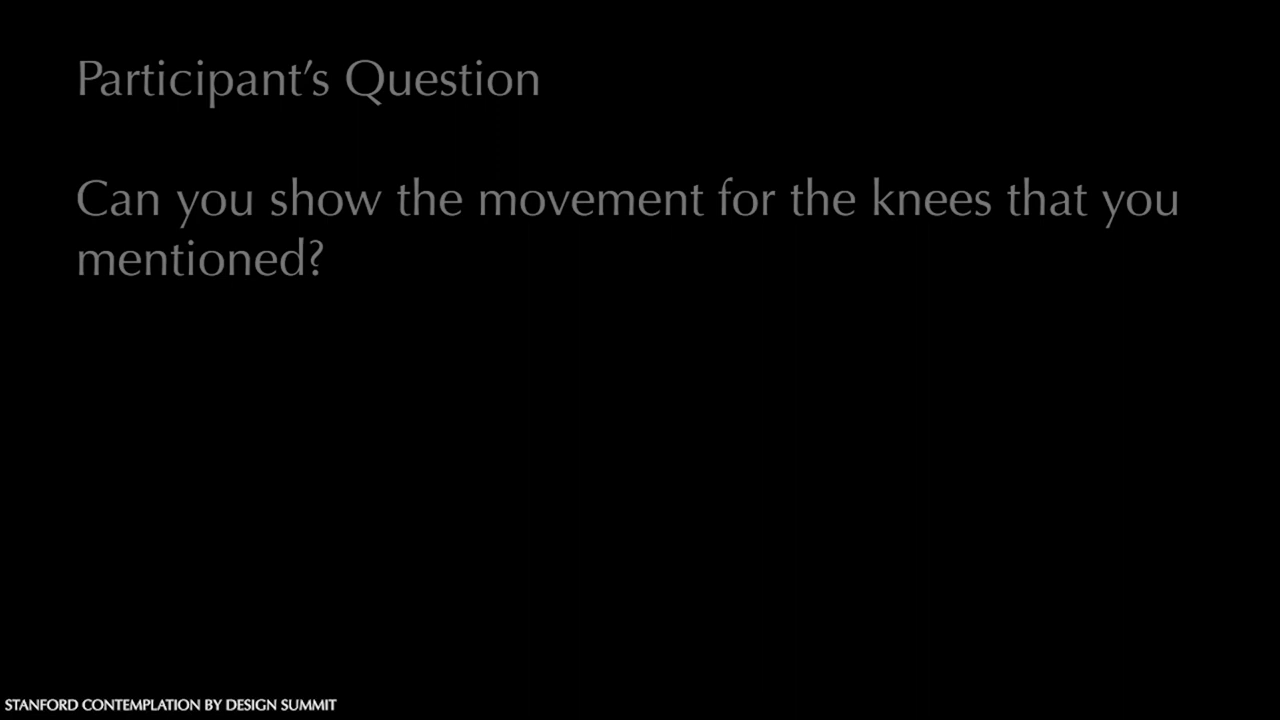 Participant’s Question
Can you show the movement for the knees that you
mentioned?
STANFORD CONTEMPLATION BY DESIGN SUMMIT